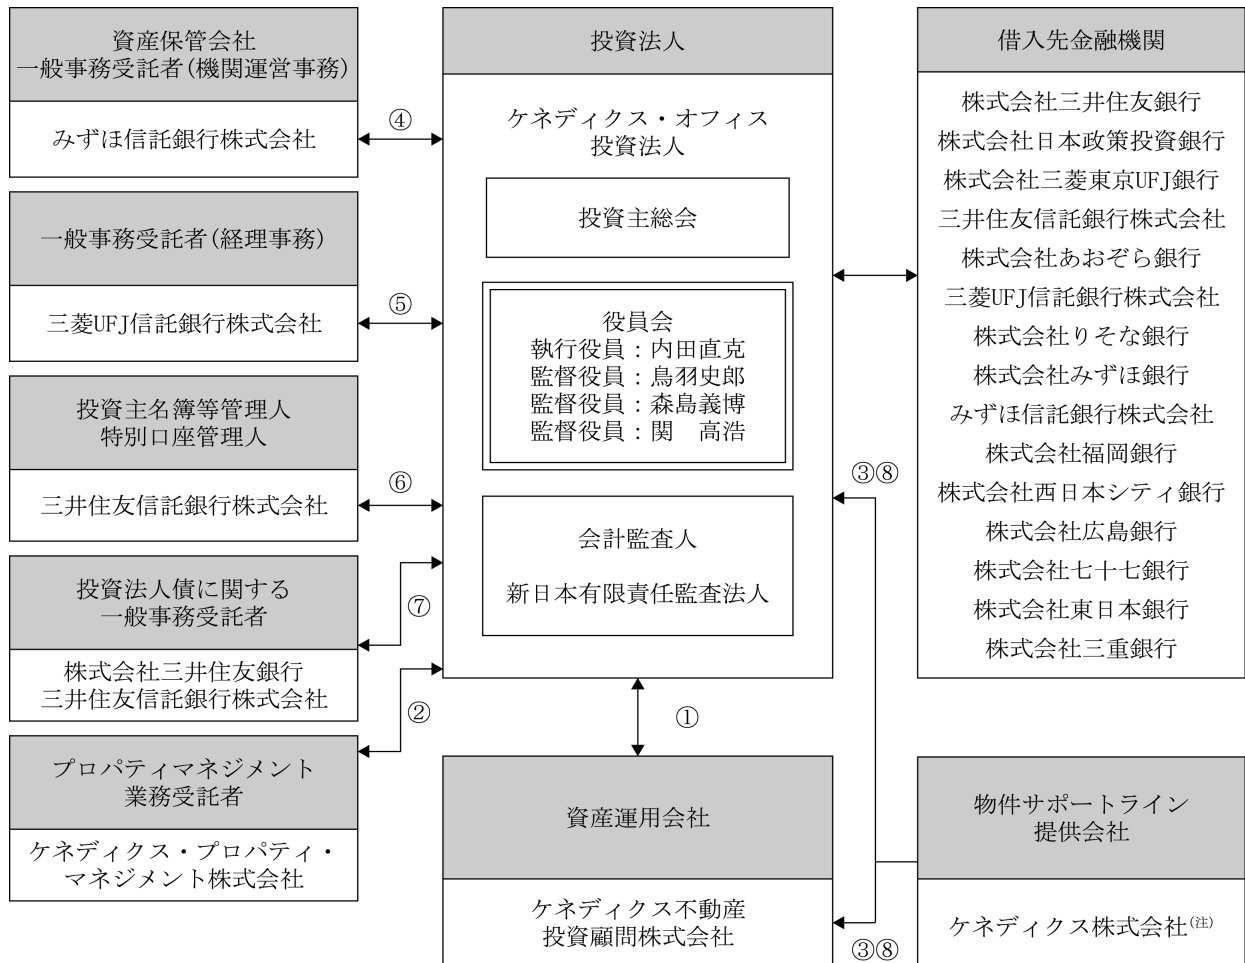 資産保管会社
一般事務受託者(機関運営事務)
みずほ信託銀行株式会社
④
一般事務受託者(経理事務)
三菱UFJ信託銀行株式会社
⑤
投資主名簿等管理人
特別口座管理人
三井住友信託銀行株式会社
⑥
投資法人債に関する
一般事務受託者
株式会社三井住友銀行
三井住友信託銀行株式会社
⑦
プロパティマネジメント
業務受託者
ケネディクス・プロパティ・
マネジメント株式会社
②
投資法人
ケネディクス・オフィス
投資法人
投資主総会
役員会
執行役員：内田直克
監督役員：鳥羽史郎
監督役員：森島義博
監督役員：関　高浩
会計監査人
新日本有限責任監査法人
①
資産運用会社
ケネディクス不動産
投資顧問株式会社
借入先金融機関
株式会社三井住友銀行
株式会社日本政策投資銀行
株式会社三菱東京UFJ銀行
三井住友信託銀行株式会社
株式会社あおぞら銀行
三菱UFJ信託銀行株式会社
株式会社りそな銀行
株式会社みずほ銀行
みずほ信託銀行株式会社
株式会社福岡銀行
株式会社西日本シティ銀行
株式会社広島銀行
株式会社七十七銀行
株式会社東日本銀行
株式会社三重銀行
③⑧
物件サポートライン
提供会社
ケネディクス株式会社(注)
③⑧